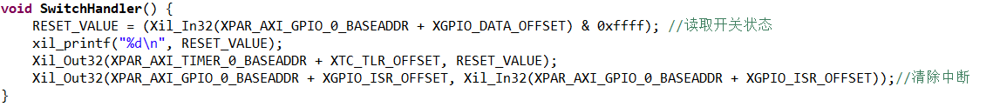 void SwitchHandler() {
    RESET_VALUE = (Xil_In32(XPAR_AXI_GPIO_0_BASEADDR + XGPIO_DATA_OFFSET) & 0xffff); //读取开关状态
    xil_printf("%d\n", RESET_VALUE);
    Xil_Out32(XPAR_AXI_TIMER_0_BASEADDR + XTC_TLR_OFFSET, RESET_VALUE);
    Xil_Out32(XPAR_AXI_GPIO_0_BASEADDR + XGPIO_ISR_OFFSET, Xil_In32(XPAR_AXI_GPIO_0_BASEADDR + XGPIO_ISR_OFFSET));//清除中断
}